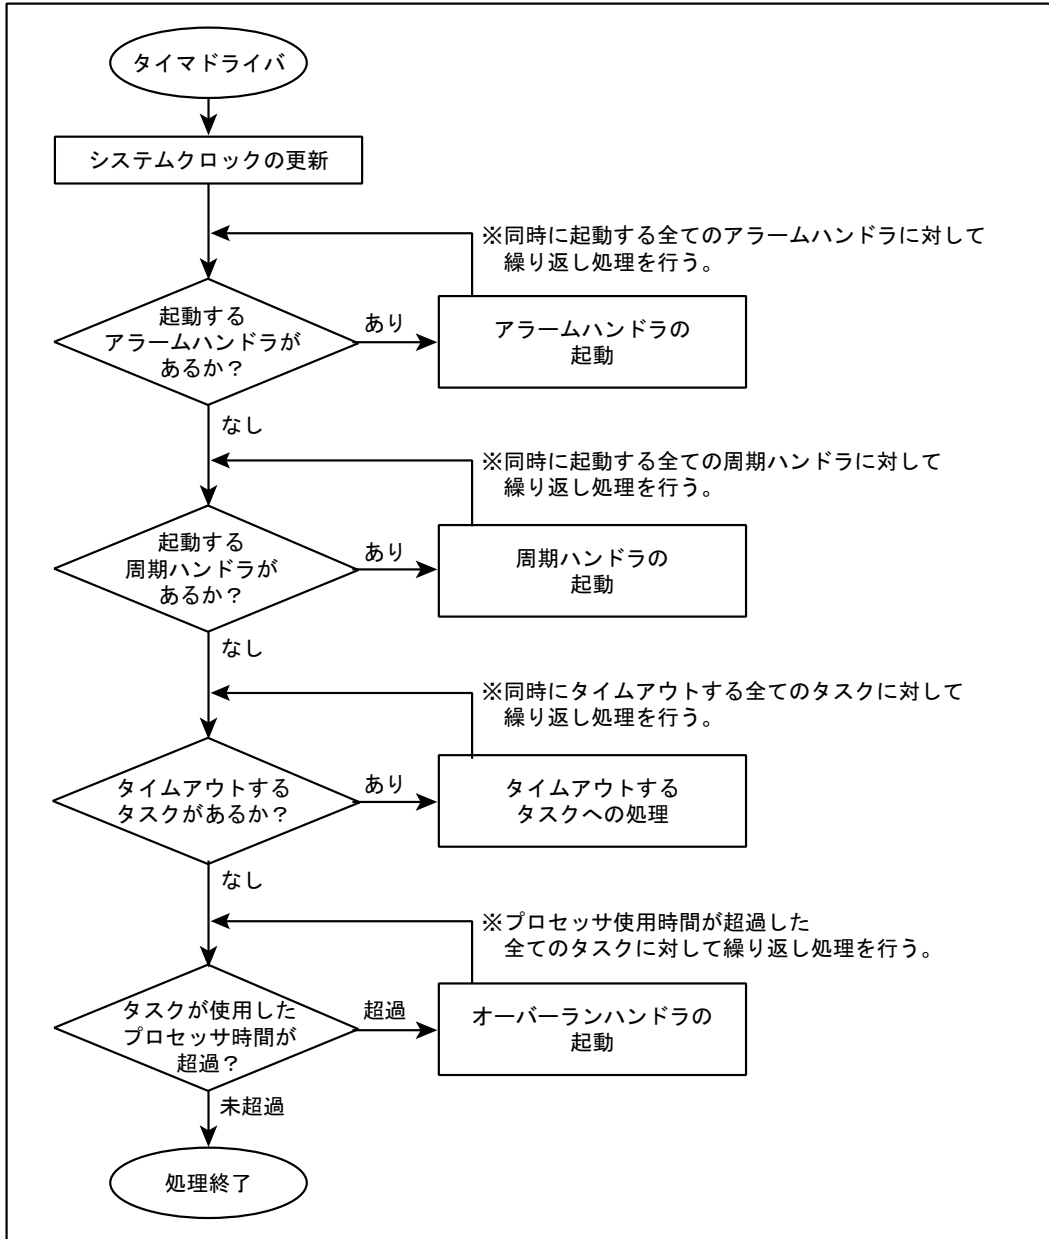 タイマドライバ
システムクロックの更新
※同時に起動する全てのアラームハンドラに対して
繰り返し処理を行う。
起動する
アラームハンドラが
あるか？
あり
アラームハンドラの
起動
なし
※同時に起動する全ての周期ハンドラに対して
繰り返し処理を行う。
起動する
周期ハンドラが
あるか？
あり
周期ハンドラの
起動
なし
※同時にタイムアウトする全てのタスクに対して
繰り返し処理を行う。
タイムアウトする
タスクがあるか？
あり
タイムアウトする
タスクへの処理
なし
※プロセッサ使用時間が超過した
全てのタスクに対して繰り返し処理を行う。
タスクが使用した
プロセッサ時間が
超過？
超過
オーバーランハンドラの
起動
未超過
処理終了